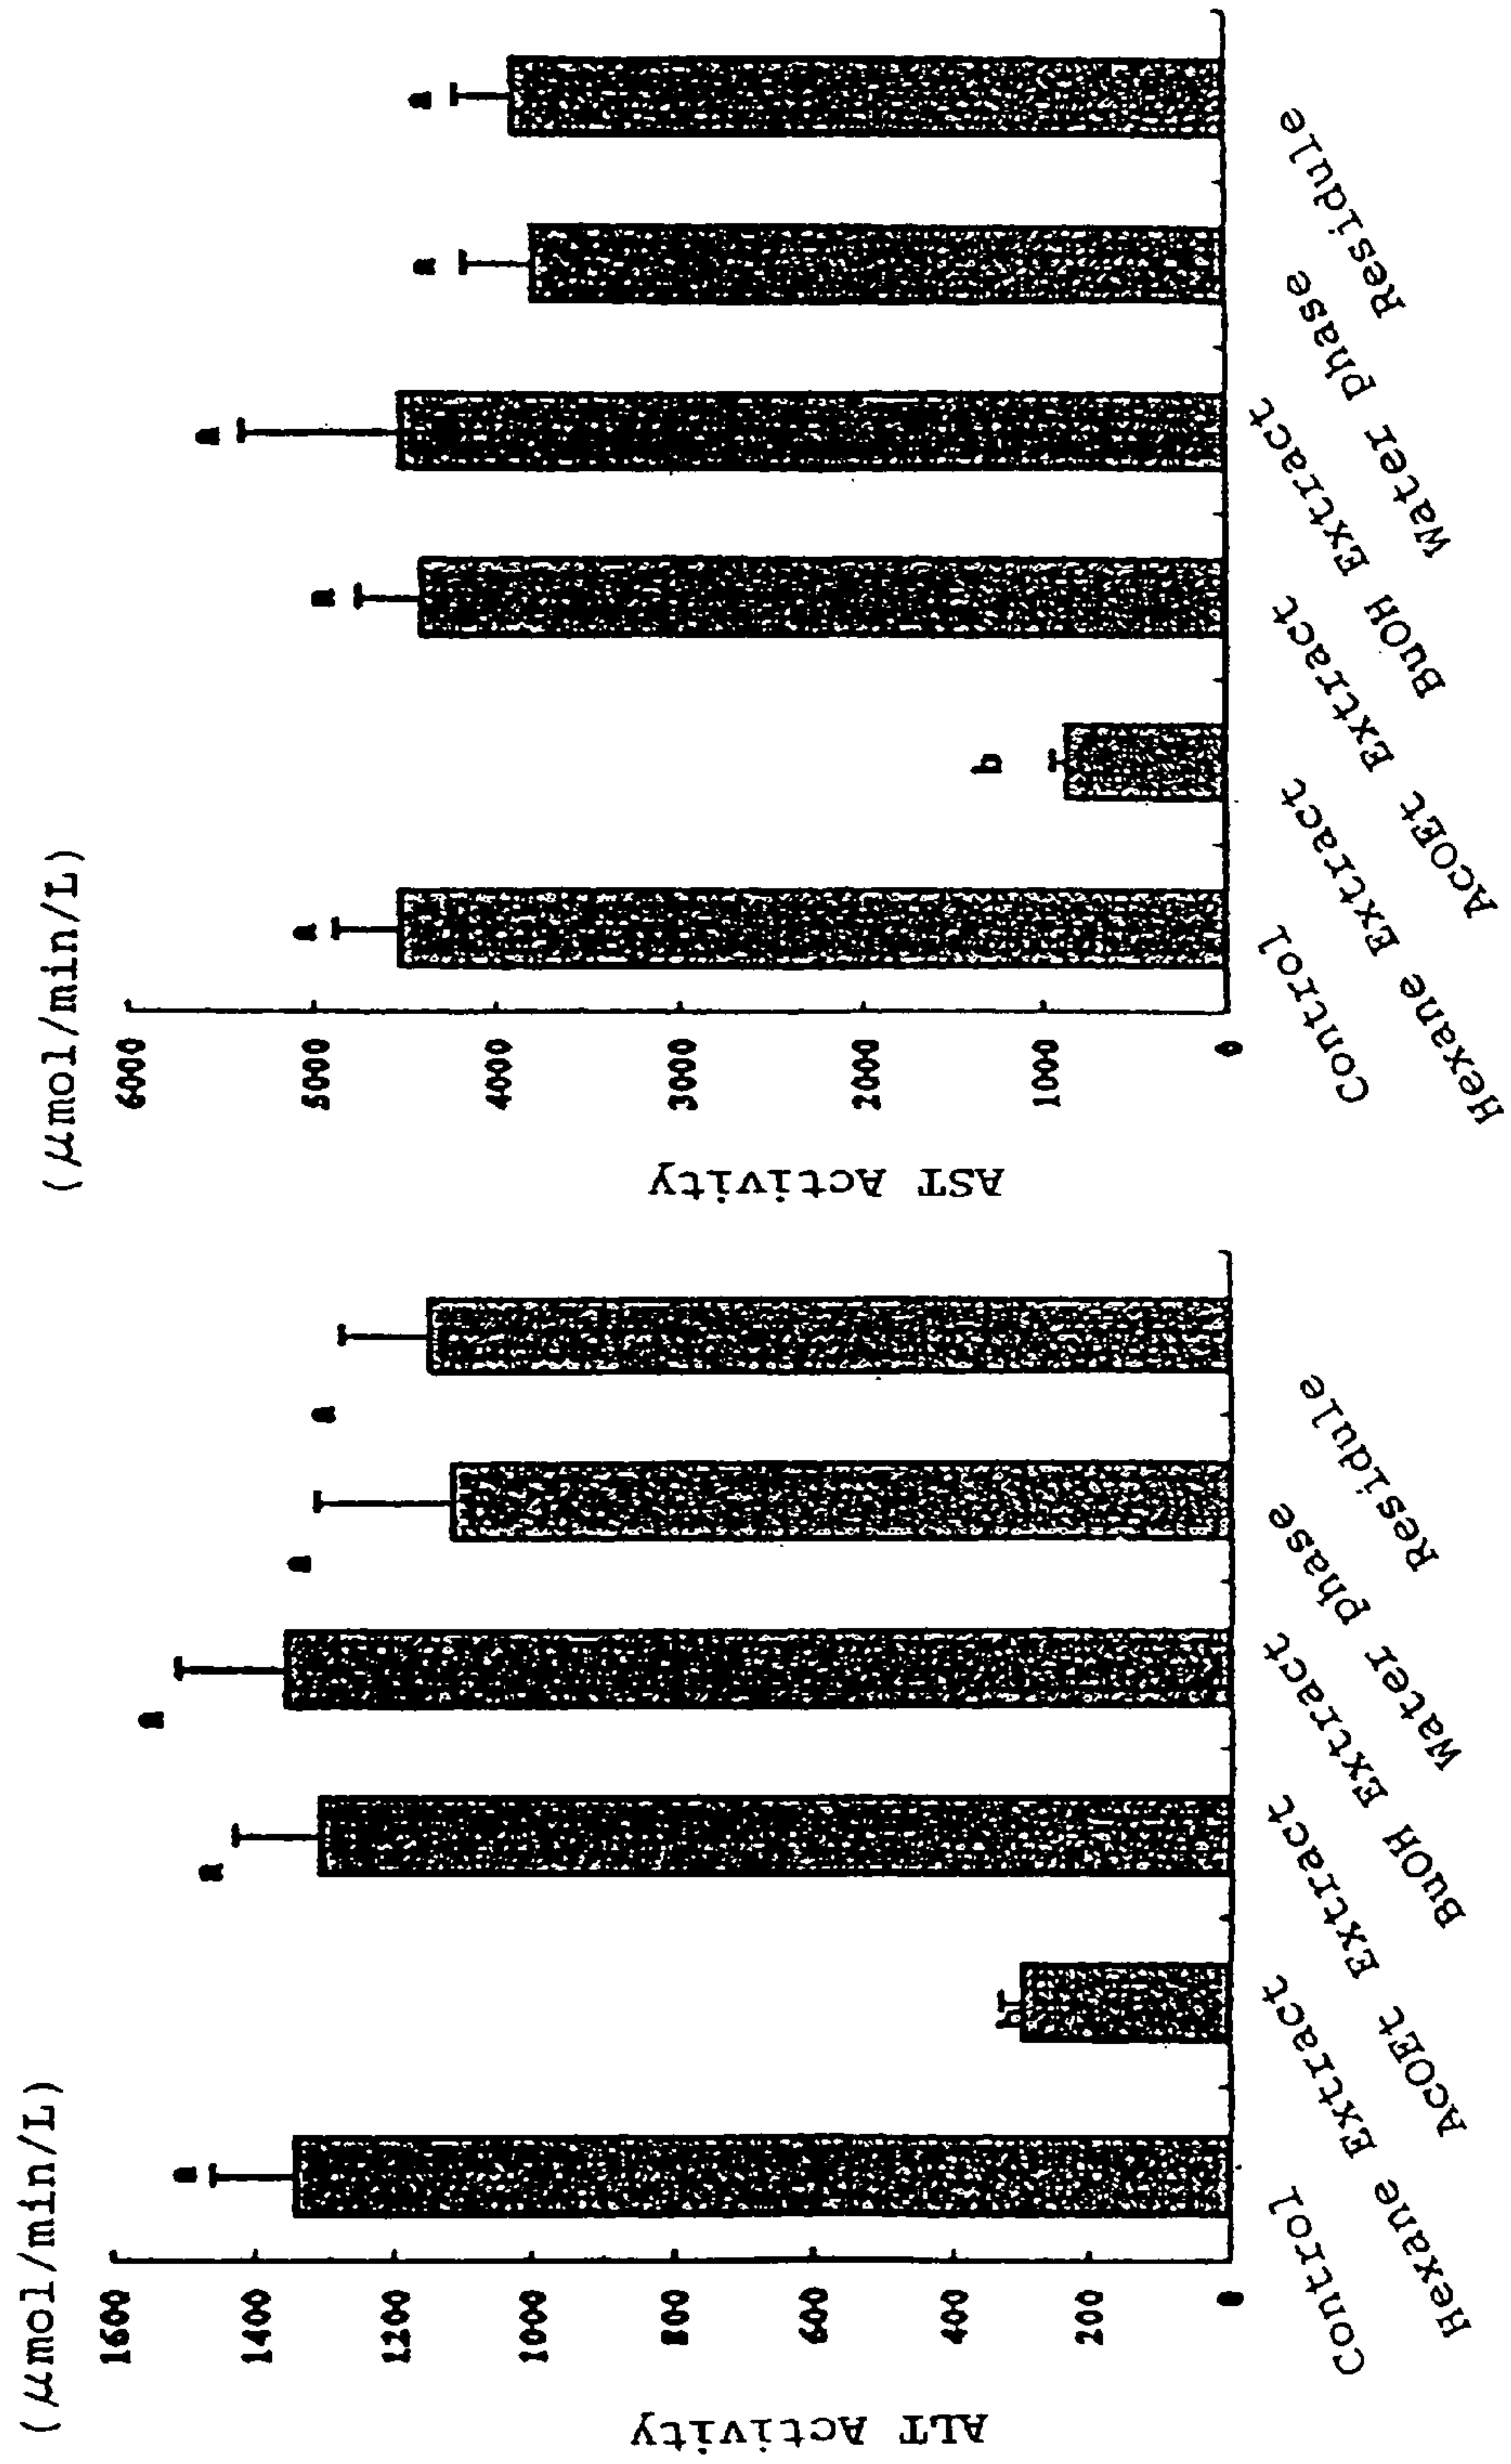 (μmol/min/L)
1600
1400
1200
1000
800
600
400
200
0
ALT Activity
a
b
a
a
a
a
Control
Hexane Extract
AcOEt Extract
BuOH Extract
Water phase
Residule
(μmol/min/L)
6000
5000
4000
3000
2000
1000
0
AST Activity
a
b
a
a
a
a
Control
Hexane Extract
AcOEt Extract
BuOH Extract
Water phase
Residule